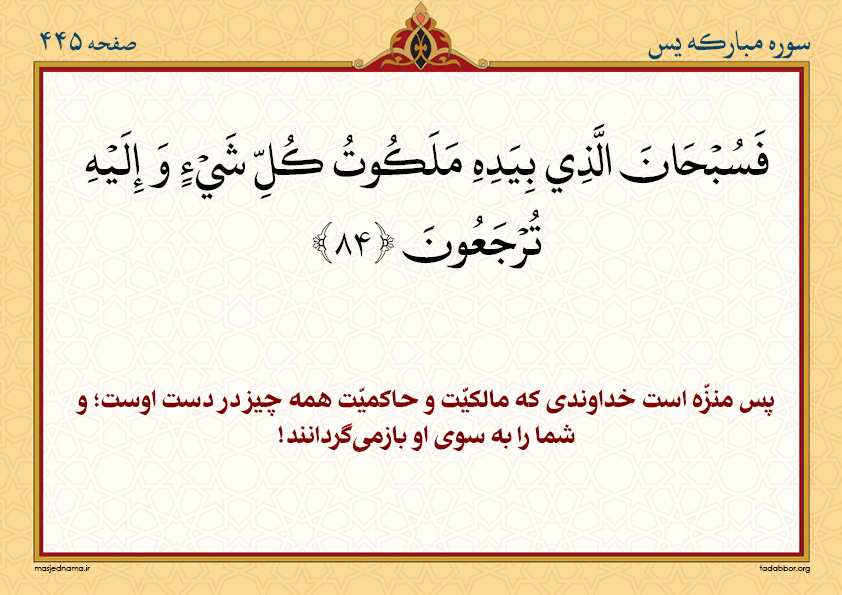 سوره مبارکه یس
صفحه ۴۴۵
فَسُبْحَانَ الَّذِي بِيَدِهِ مَلَكُوتُ كُلِّ شَيْءٍ وَ إِلَيْهِ
تُرْجَعُونَ ﴿۸۴﴾
پس منزّه است خداوندی که مالکیّت و حاکمیّت همه چیز در دست اوست؛ و
شما را به سوی او بازمی‌گردانند!
masjednama.ir
tadabbor.org